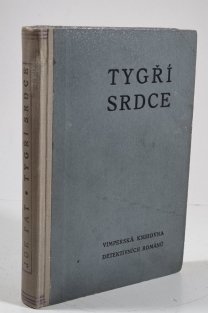 TYGŘÍ
SRDCE
VIMPERSKÁ KNIHOVNA
DETEKTIVNÍCH ROMÁNŮ
TYGŘÍ SRDCE